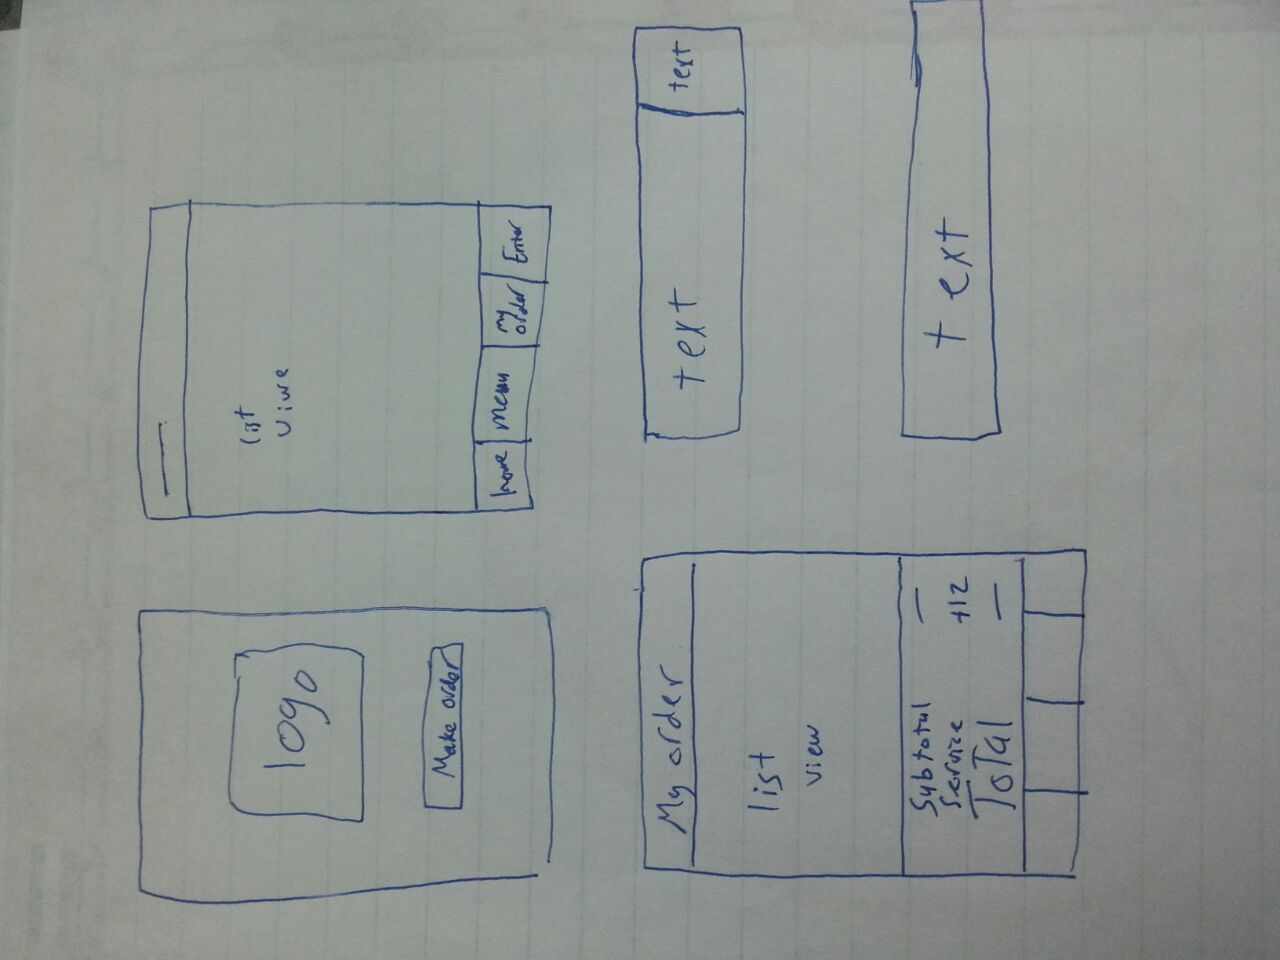 logo
Make order
list
viwe
home
menu
my
order
Enter
My order
list
view
Subtotal —
service +12
ToTal —
text
text
text